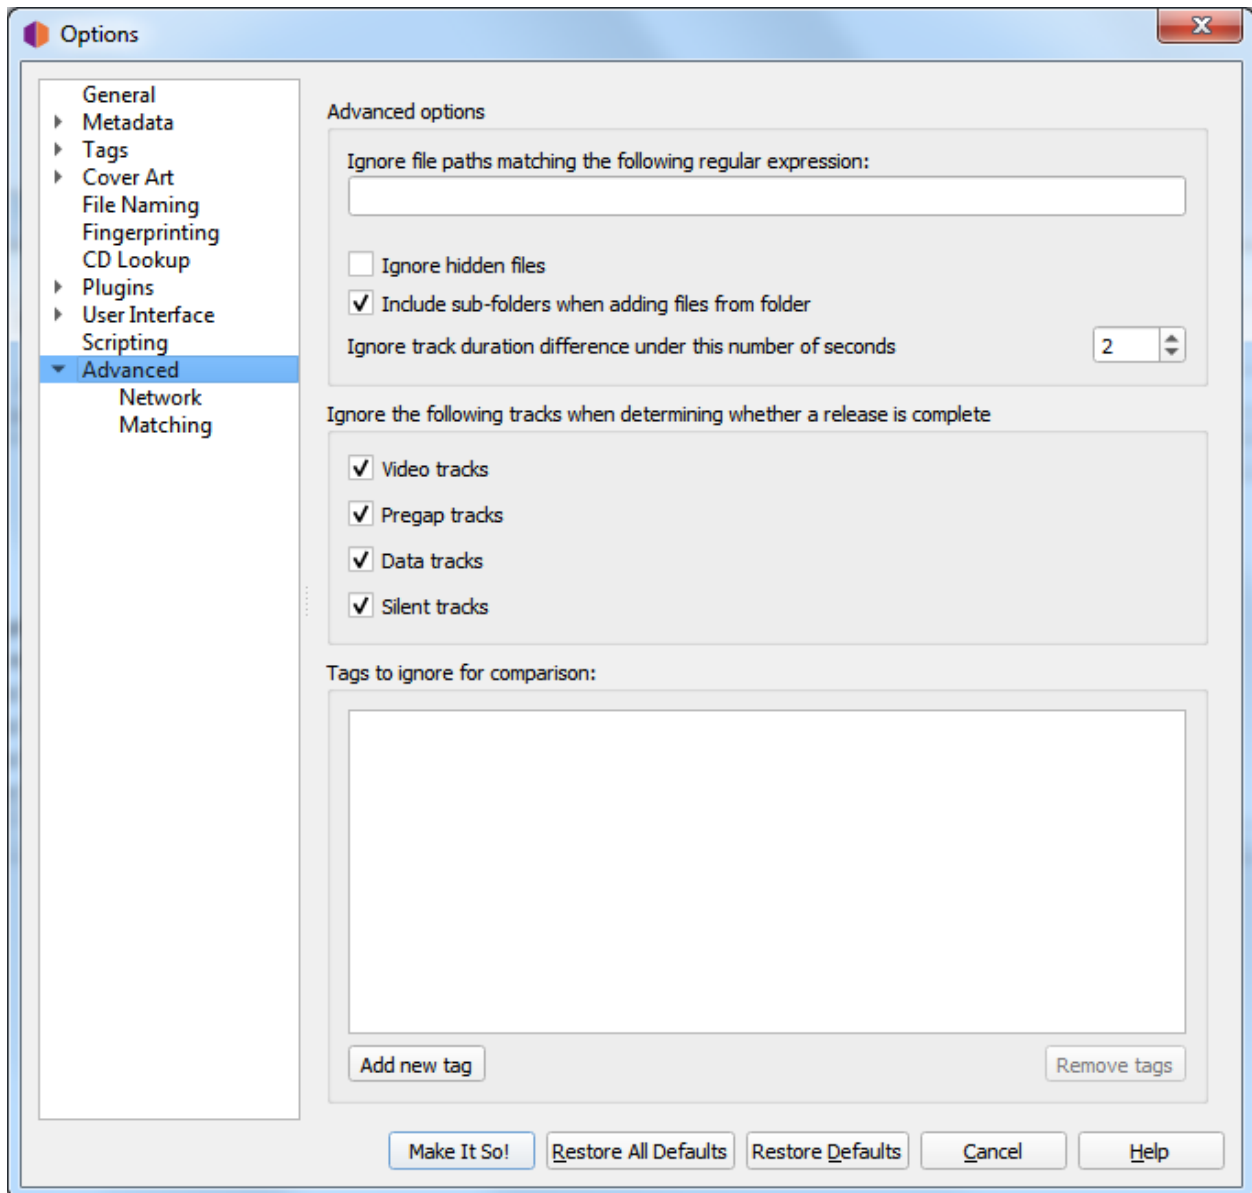 Options
General
Metadata
Tags
Cover Art
File Naming
Fingerprinting
CD Lookup
Plugins
User Interface
Scripting
Advanced
Network
Matching
Advanced options
Ignore file paths matching the following regular expression:
Ignore hidden files
Include sub-folders when adding files from folder
Ignore track duration difference under this number of seconds 2
Ignore the following tracks when determining whether a release is complete
Video tracks
Pregap tracks
Data tracks
Silent tracks
Tags to ignore for comparison:
Add new tag Remove tags
Make It So! Restore All Defaults Restore Defaults Cancel Help